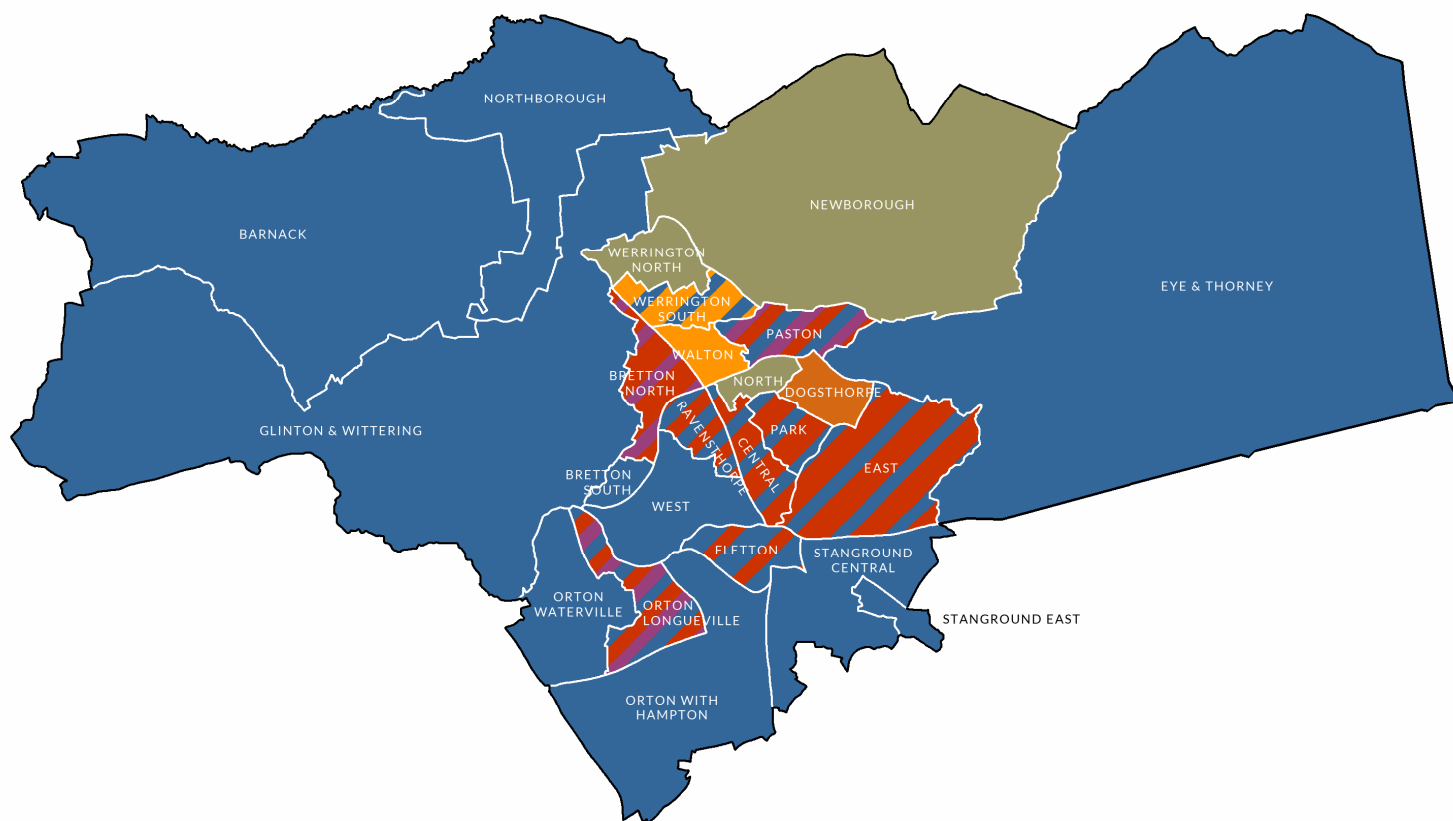 NORTHBOROUGH
BARNACK
NEWBOROUGH
EYE & THORNEY
WERRINGTON
NORTH
WERRINGTON
SOUTH
PASTON
WALTON
BRETTON
NORTH
NORTH
DOGSTHORPE
RAVENSTHORPE
CENTRAL
PARK
GLINTON & WITTERING
EAST
BRETTON
SOUTH
WEST
FLETTON
STANGROUND
CENTRAL
ORTON
WATERVILLE
ORTON
LONGUEVILLE
STANGROUND EAST
ORTON WITH
HAMPTON